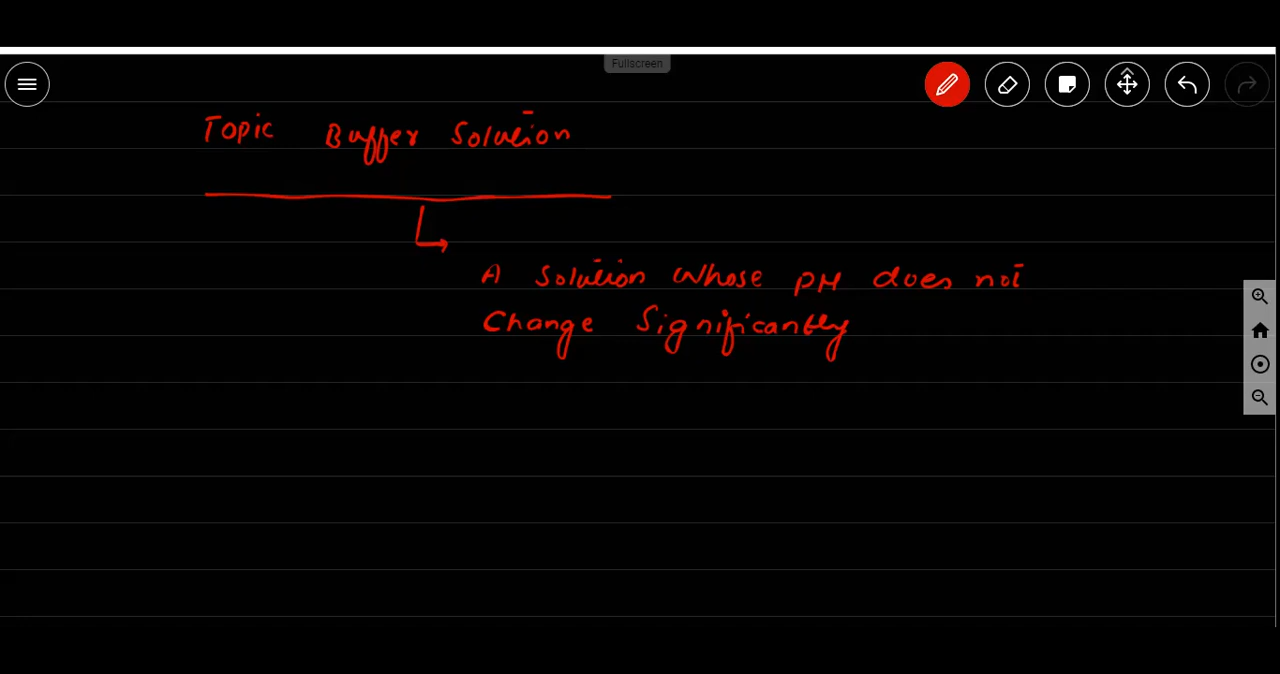 Fullscreen
Topic Buffer Solution
A Solution whose pH does not
Change Significantly